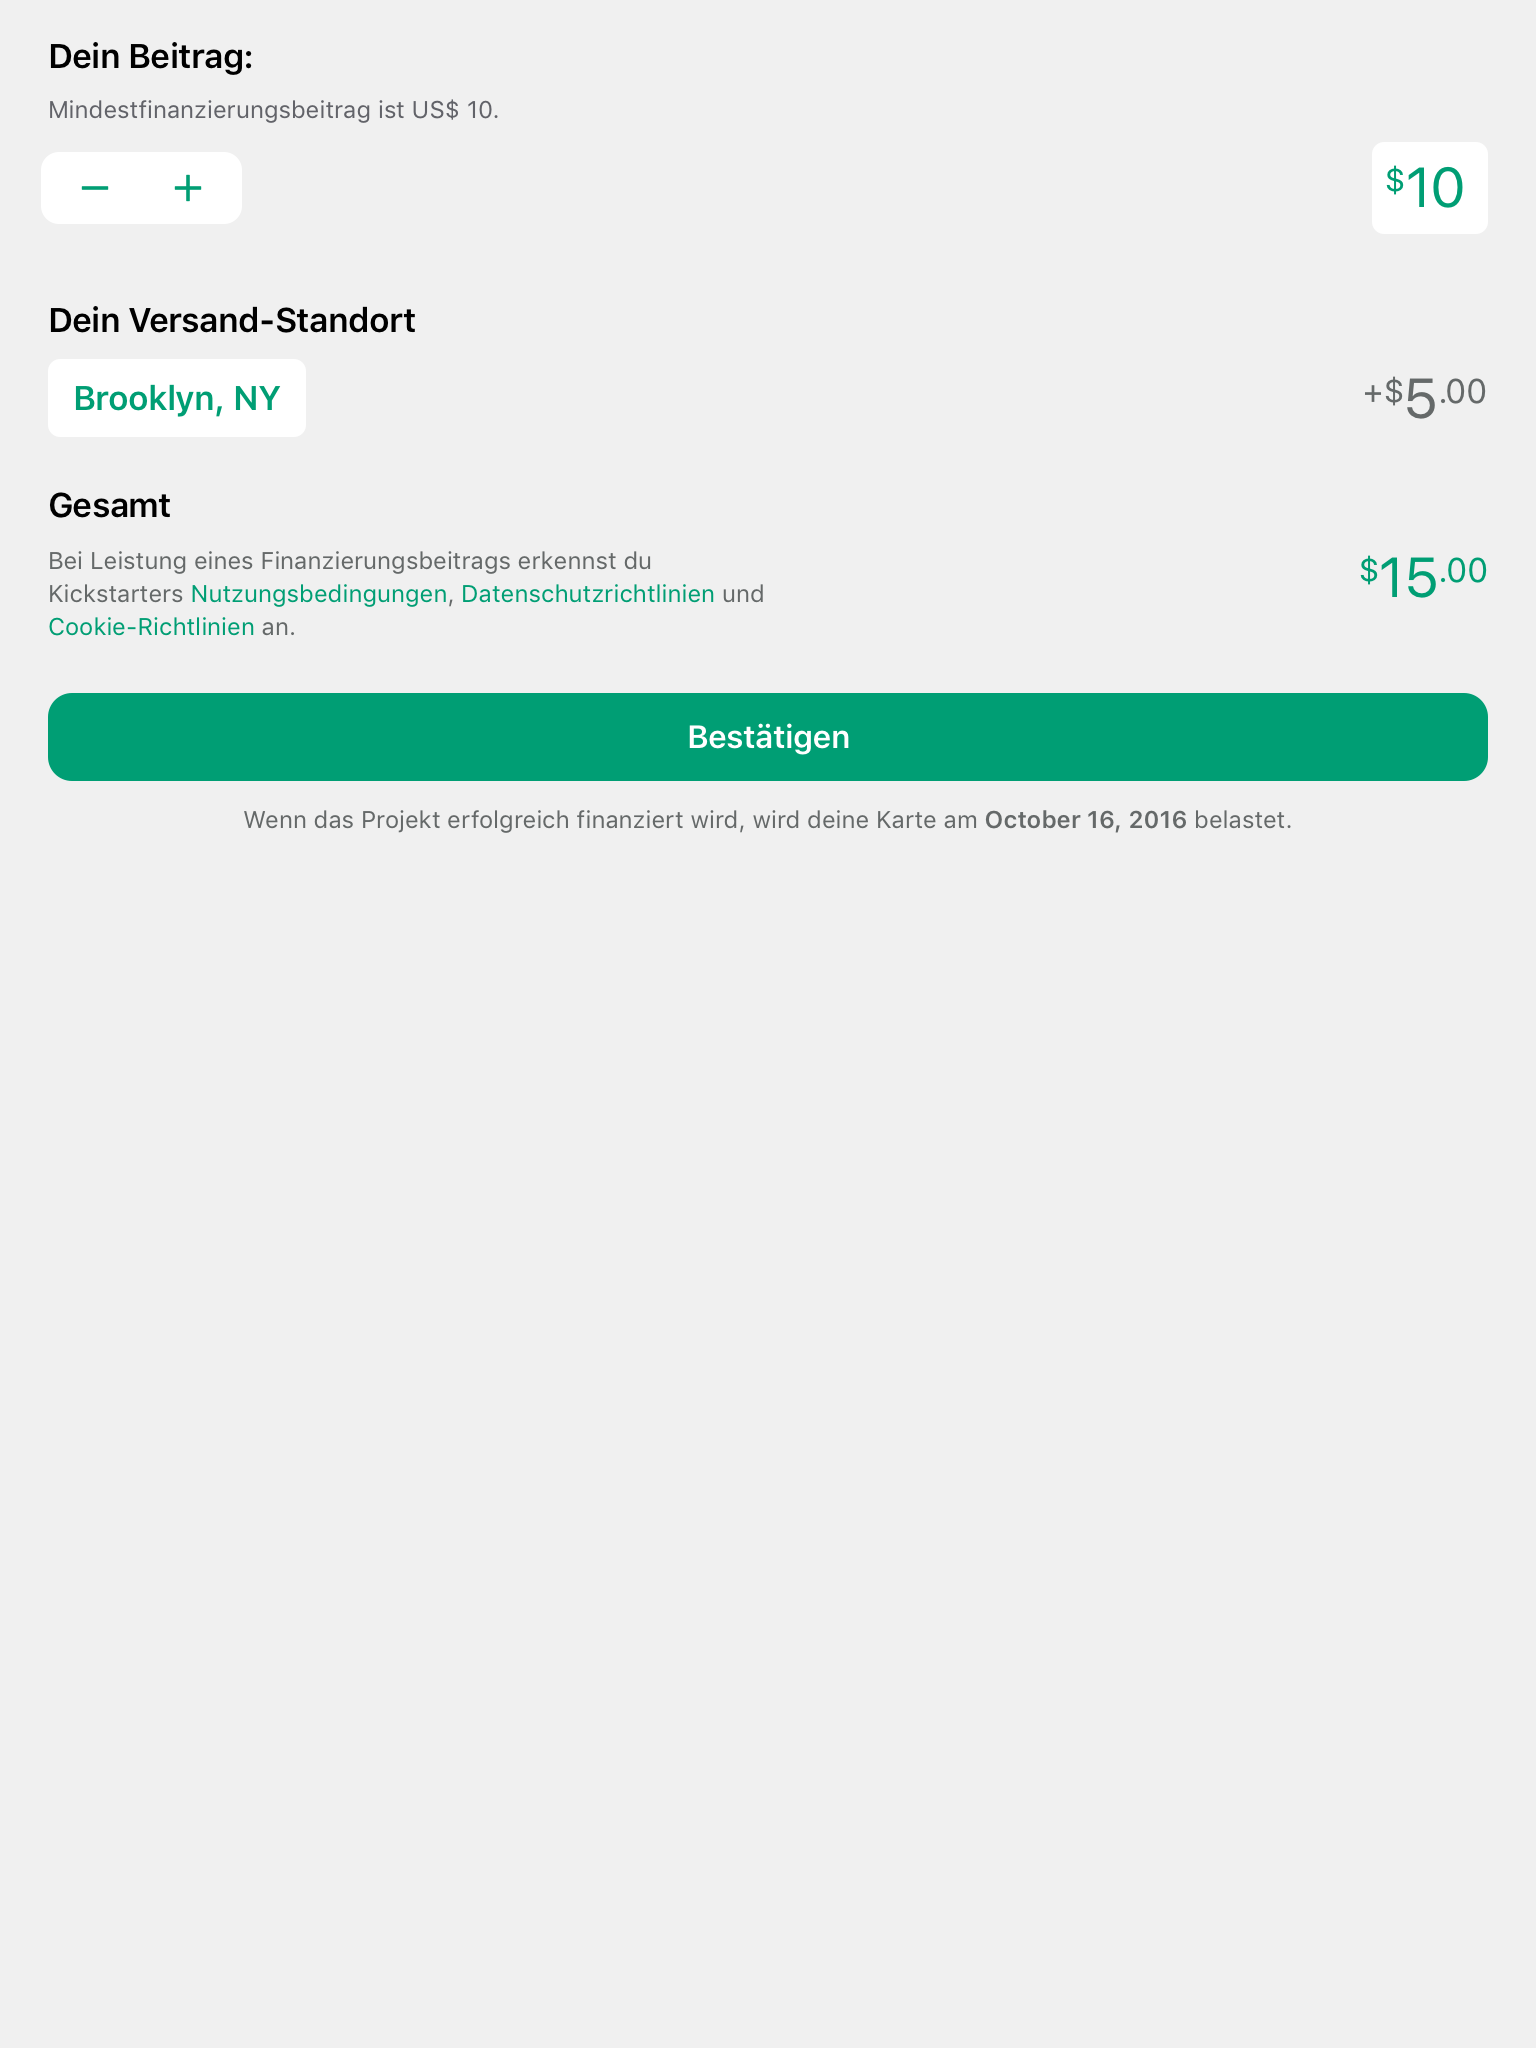 Dein Beitrag:
Mindestfinanzierungsbeitrag ist US$ 10.
− +
$10
Dein Versand-Standort
Brooklyn, NY
+$5.00
Gesamt
Bei Leistung eines Finanzierungsbeitrags erkennst du
Kickstarters Nutzungsbedingungen, Datenschutzrichtlinien und
Cookie-Richtlinien an.
$15.00
Bestätigen
Wenn das Projekt erfolgreich finanziert wird, wird deine Karte am October 16, 2016 belastet.